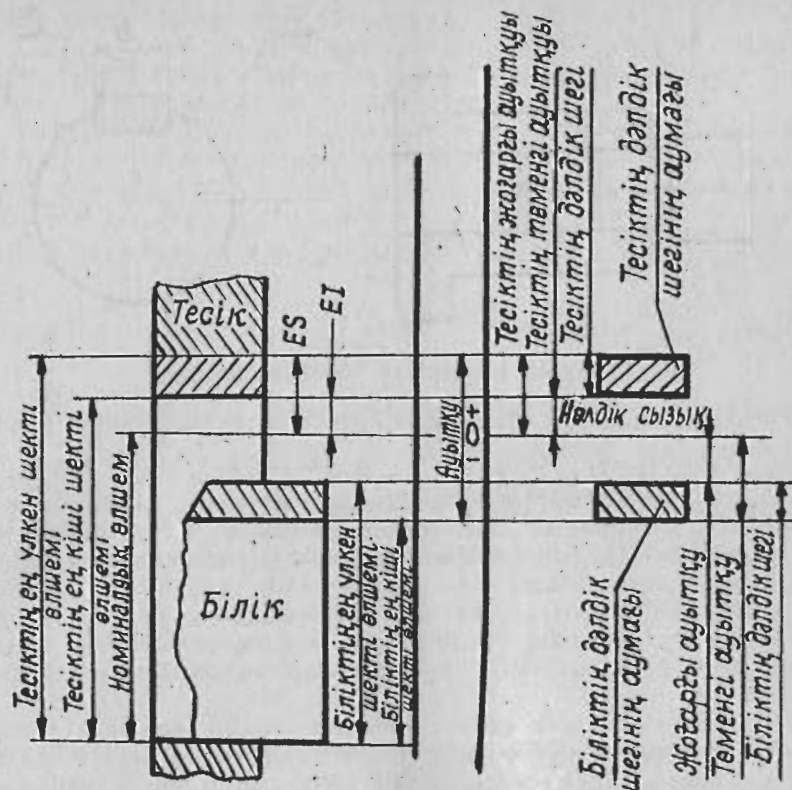 Тесік
ES
EI
Тесіктің ең үлкен шекті
өлшемі
Тесіктің ең кіші шекті
өлшемі
Номиналдық өлшем
Білік
Біліктің ең үлкен
шекті өлшемі
Біліктің ең кіші
шекті өлшемі
Ауытқу
+
0
–
Тесіктің жоғарғы ауытқуы
Тесіктің төменгі ауытқуы
Тесіктің дәлдік шегі
Тесіктің дәлдік
шегінің аумағы
Нөлдік сызық
Біліктің дәлдік
шегінің аумағы
Жоғарғы ауытқу
Төменгі ауытқу
Біліктің дәлдік шегі